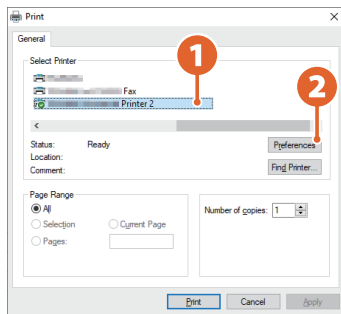 Print
General
Select Printer
1
Fax
Printer 2
2
Status: Ready Preferences
Location:
Comment: Find Printer...
Page Range
All
Selection Current Page
Pages:
Number of copies: 1
Print Cancel Apply